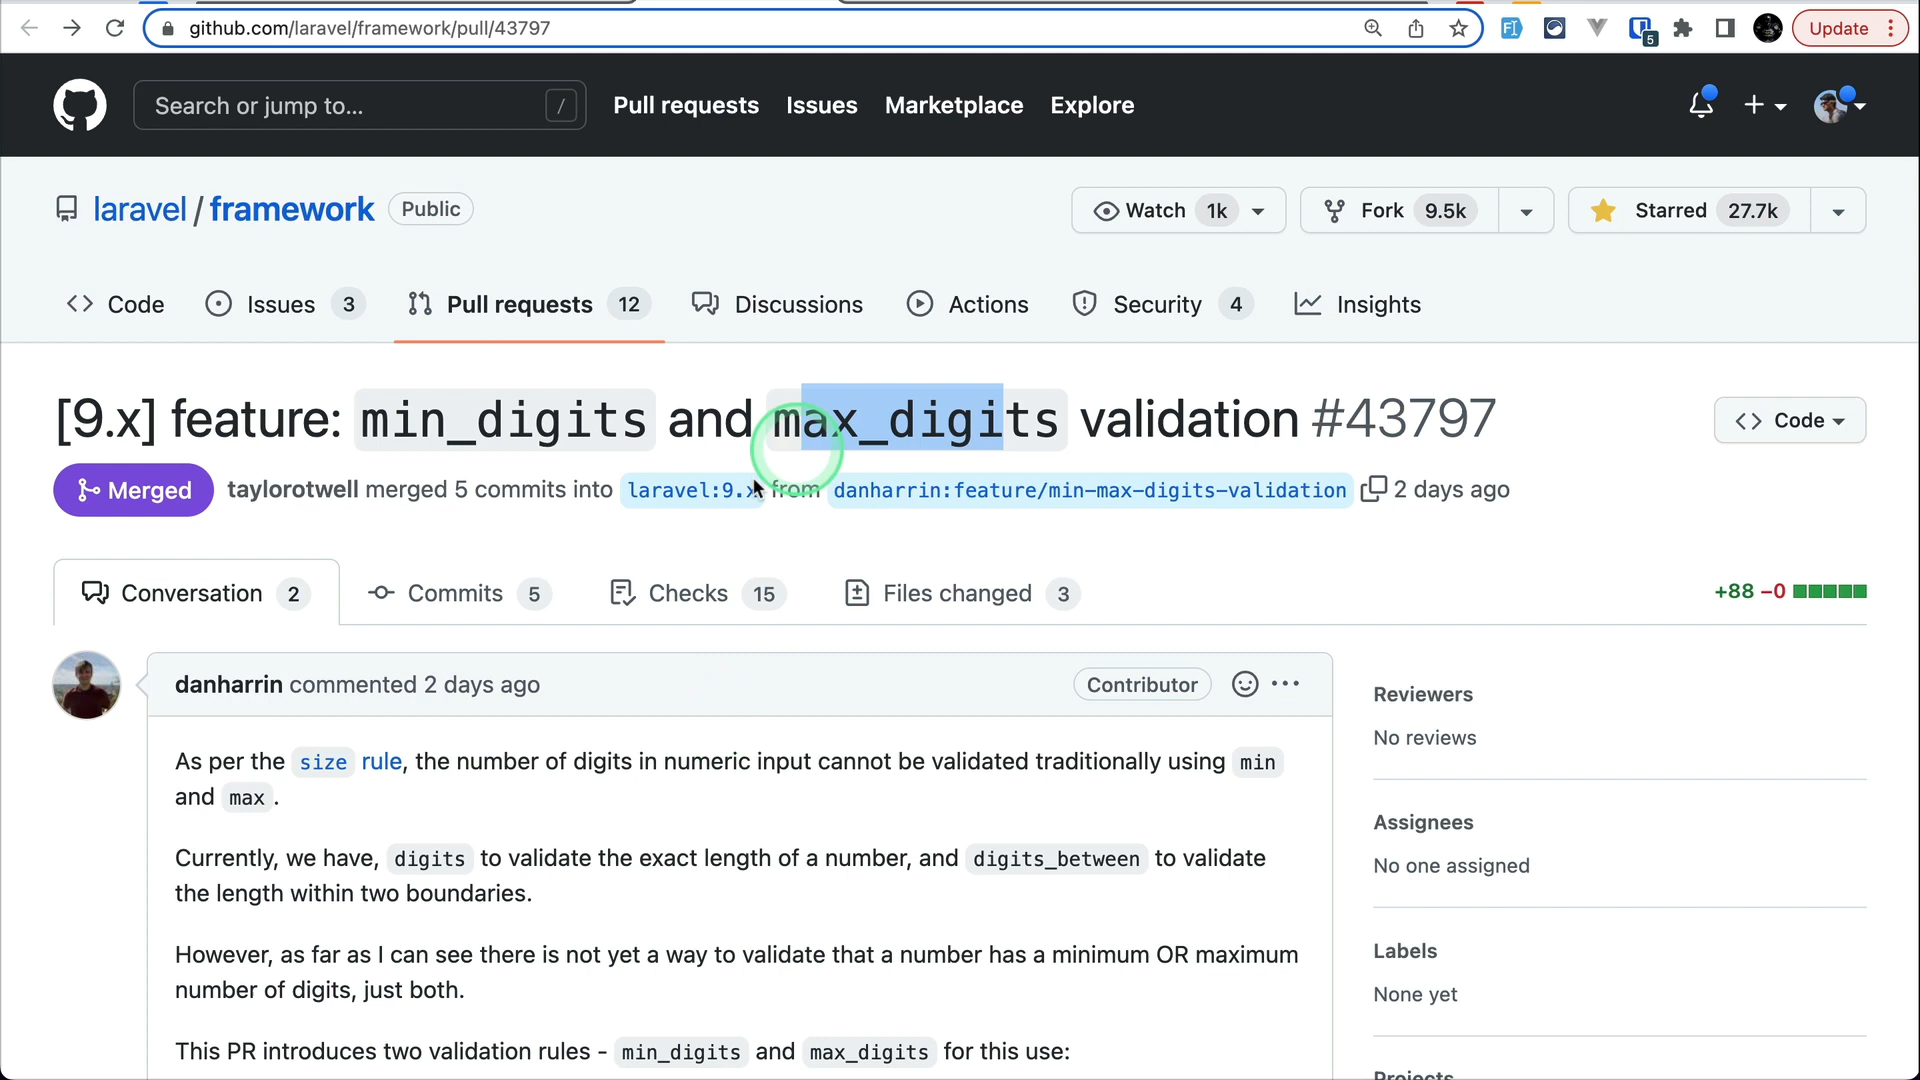 github.com/laravel/framework/pull/43797
5
Update
Search or jump to...
/
Pull requests
Issues
Marketplace
Explore
laravel / framework
Public
Watch 1k
Fork 9.5k
Starred 27.7k
Code
Issues 3
Pull requests 12
Discussions
Actions
Security 4
Insights
[9.x] feature: min_digits and max_digits validation #43797
Code
Merged
taylorotwell merged 5 commits into laravel:9.x from danharrin:feature/min-max-digits-validation 2 days ago
Conversation 2
Commits 5
Checks 15
Files changed 3
+88 −0
danharrin commented 2 days ago
Contributor
As per the size rule, the number of digits in numeric input cannot be validated traditionally using min
and max.
Currently, we have, digits to validate the exact length of a number, and digits_between to validate
the length within two boundaries.
However, as far as I can see there is not yet a way to validate that a number has a minimum OR maximum
number of digits, just both.
This PR introduces two validation rules - min_digits and max_digits for this use:
Reviewers
No reviews
Assignees
No one assigned
Labels
None yet
Projects